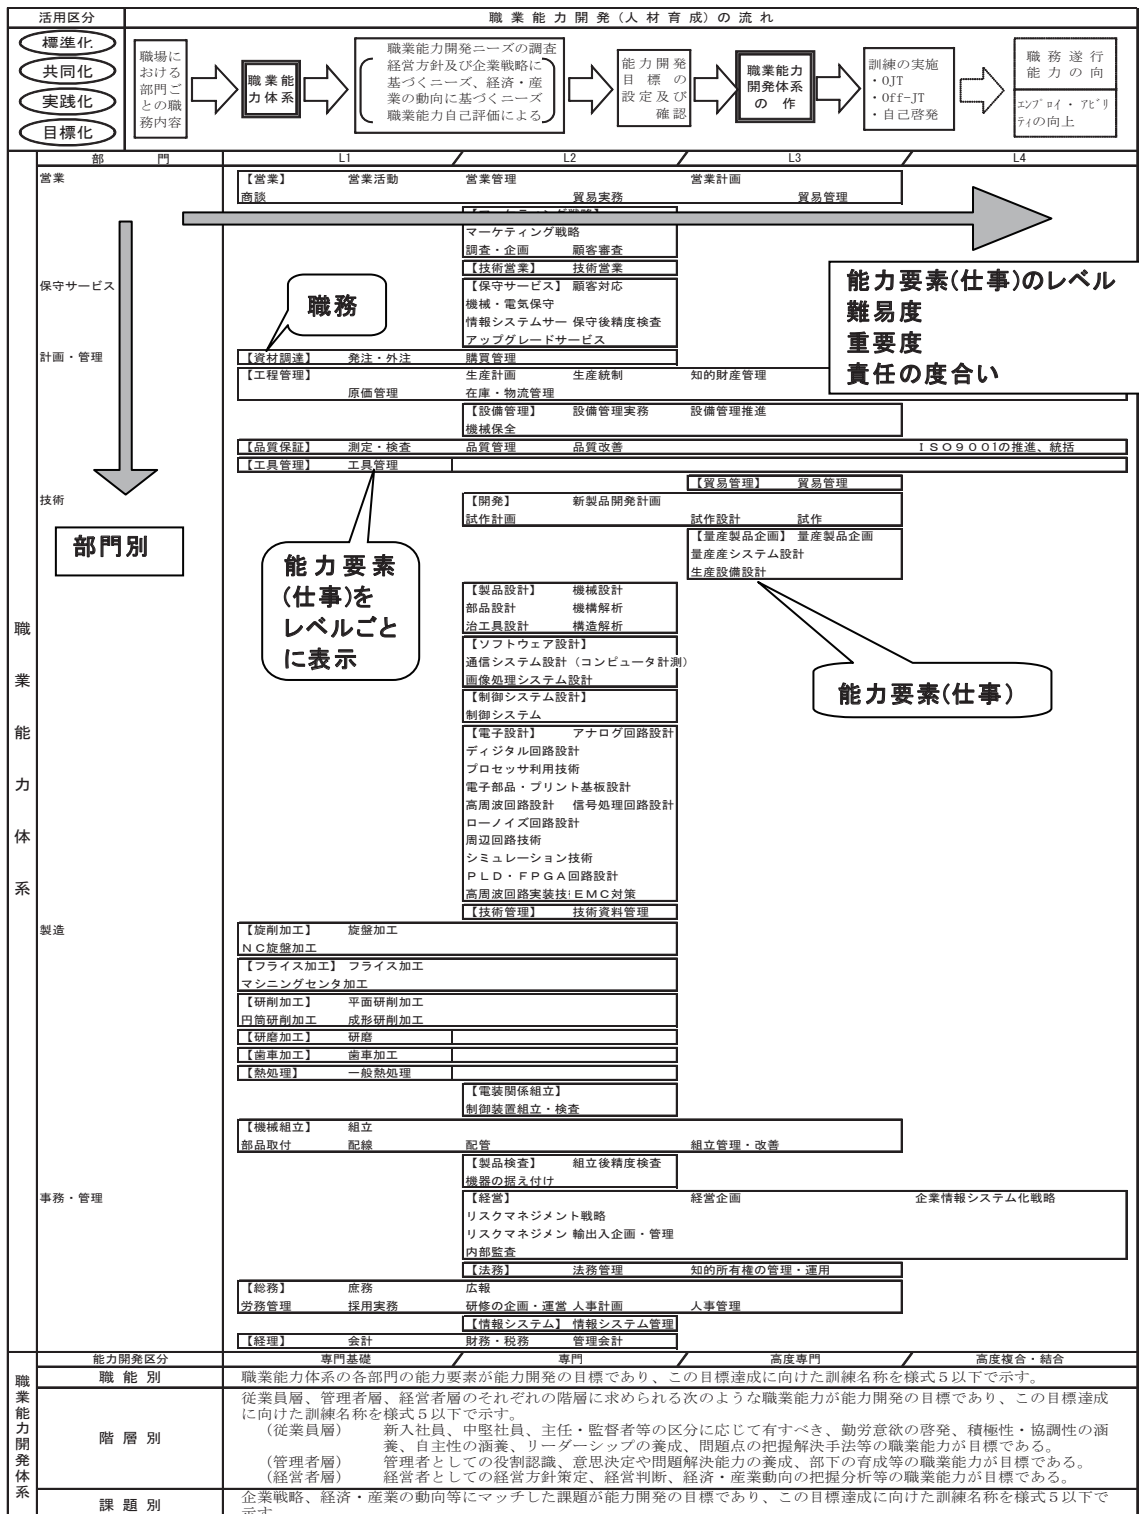 活用区分
職業能力開発(人材育成)の流れ
標準化
共同化
実践化
目標化
職場に
おける
部門ご
との職
務内容
職業能
力体系
職業能力開発ニーズの調査
経営方針及び企業戦略に
基づくニーズ、経済・産
業の動向に基づくニーズ
職業能力自己評価による
能力開発
目標の
設定及び
確認
職業能力
開発体系
の 作
訓練の実施
・OJT
・Off-JT
・自己啓発
職務遂行
能力の向
エンプロイ・アビリ
ティの向上
職業能力体系
部 門 L1 L2 L3 L4
営業
【営業】 営業活動 営業管理 営業計画
商談 貿易実務 貿易管理
マーケティング戦略
調査・企画 顧客審査
【技術営業】 技術営業
保守サービス
【保守サービス】 顧客対応
機械・電気保守
情報システムサー 保守後精度検査
アップグレードサービス
職務
能力要素(仕事)のレベル
難易度
重要度
責任の度合い
計画・管理
【資材調達】 発注・外注 購買管理
【工程管理】 生産計画 生産統制 知的財産管理
原価管理 在庫・物流管理
【設備管理】 設備管理実務 設備管理推進
機械保全
【品質保証】 測定・検査 品質管理 品質改善 ISO9001の推進、統括
【工具管理】 工具管理
【貿易管理】 貿易管理
技術
【開発】 新製品開発計画
試作計画 試作設計 試作
【量産製品企画】 量産製品企画
量産産システム設計
生産設備設計
部門別
能力要素
(仕事)を
レベルごと
に表示
能力要素(仕事)
【製品設計】 機械設計
部品設計 機構解析
治工具設計 構造解析
【ソフトウェア設計】
通信システム設計(コンピュータ計測)
画像処理システム設計
【制御システム設計】
制御システム
【電子設計】 アナログ回路設計
ディジタル回路設計
プロセッサ利用技術
電子部品・プリント基板設計
高周波回路設計 信号処理回路設計
ローノイズ回路設計
周辺回路技術
シミュレーション技術
PLD・FPGA回路設計
高周波回路実装技 EMC対策
【技術管理】 技術資料管理
製造
【旋削加工】 旋盤加工
NC旋盤加工
【フライス加工】 フライス加工
マシニングセンタ加工
【研削加工】 平面研削加工
円筒研削加工 成形研削加工
【研磨加工】 研磨
【歯車加工】 歯車加工
【熱処理】 一般熱処理
【電装関係組立】
制御装置組立・検査
【機械組立】 組立
部品取付 配線 配管 組立管理・改善
【製品検査】 組立後精度検査
機器の据え付け
事務・管理
【経営】 経営企画 企業情報システム化戦略
リスクマネジメント戦略
リスクマネジメン 輸出入企画・管理
内部監査
【法務】 法務管理 知的所有権の管理・運用
【総務】 庶務 広報
労務管理 採用実務 研修の企画・運営 人事計画 人事管理
【情報システム】 情報システム管理
【経理】 会計 財務・税務 管理会計
職業能力開発体系
能力開発区分 専門基礎 専門 高度専門 高度複合・結合
職能別 職業能力体系の各部門の能力要素が能力開発の目標であり、この目標達成に向けた訓練名称を様式5以下で示す。
階層別
従業員層、管理者層、経営者層のそれぞれの階層に求められる次のような職業能力が能力開発の目標であり、この目標達成
に向けた訓練名称を様式5以下で示す。
(従業員層) 新入社員、中堅社員、主任・監督者等の区分に応じて有すべき、勤労意欲の啓発、積極性・協調性の涵
養、自主性の涵養、リーダーシップの養成、問題点の把握解決手法等の職業能力が目標である。
(管理者層) 管理者としての役割認識、意思決定や問題解決能力の養成、部下の育成等の職業能力が目標である。
(経営者層) 経営者としての経営方針策定、経営判断、経済・産業動向の把握分析等の職業能力が目標である。
課題別
企業戦略、経済・産業の動向等にマッチした課題が能力開発の目標であり、この目標達成に向けた訓練名称を様式5以下で